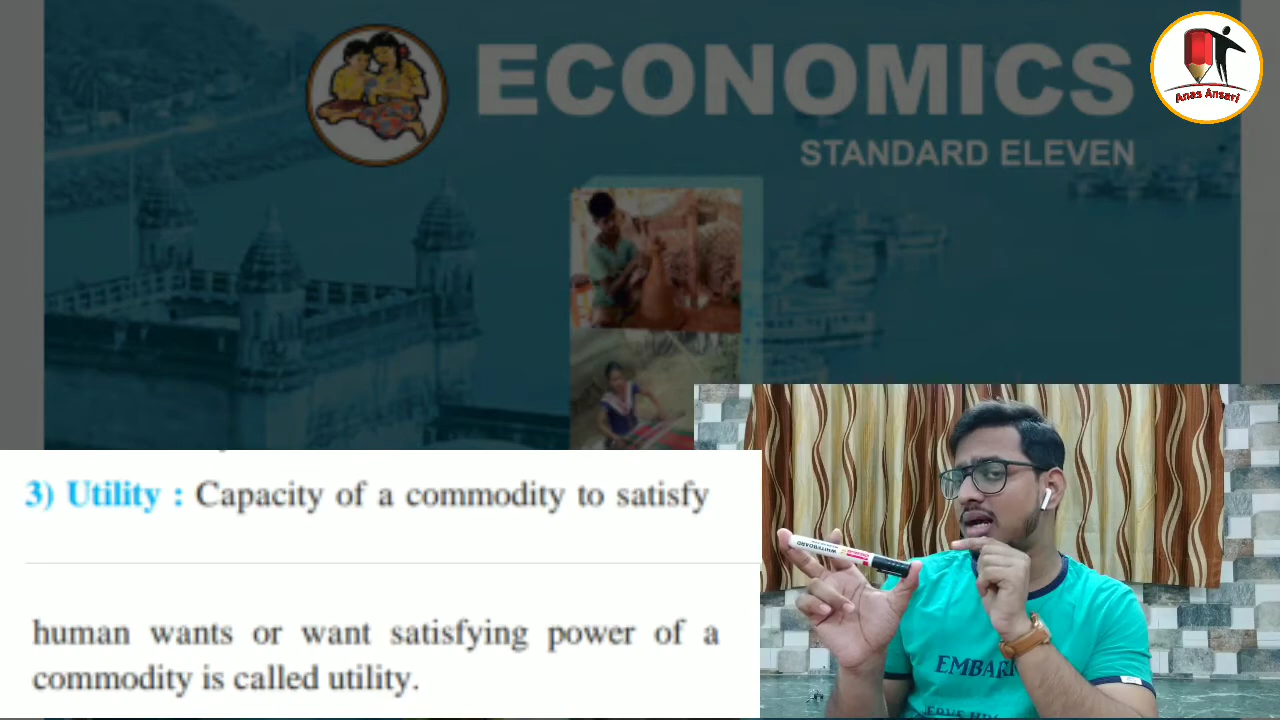 ECONOMICS
STANDARD ELEVEN
Anas Ansari
3) Utility : Capacity of a commodity to satisfy
human wants or want satisfying power of a
commodity is called utility.
WHITEBOARD
EMBARK